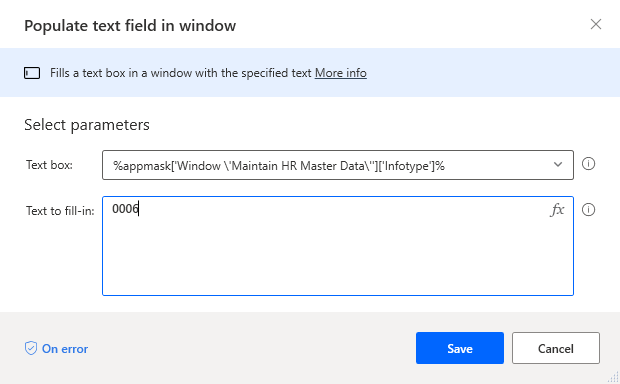 Populate text field in window
Fills a text box in a window with the specified text More info
Select parameters
Text box:
%appmask['Window \'Maintain HR Master Data\'']['Infotype']%
Text to fill-in:
0006
fx
On error
Save
Cancel